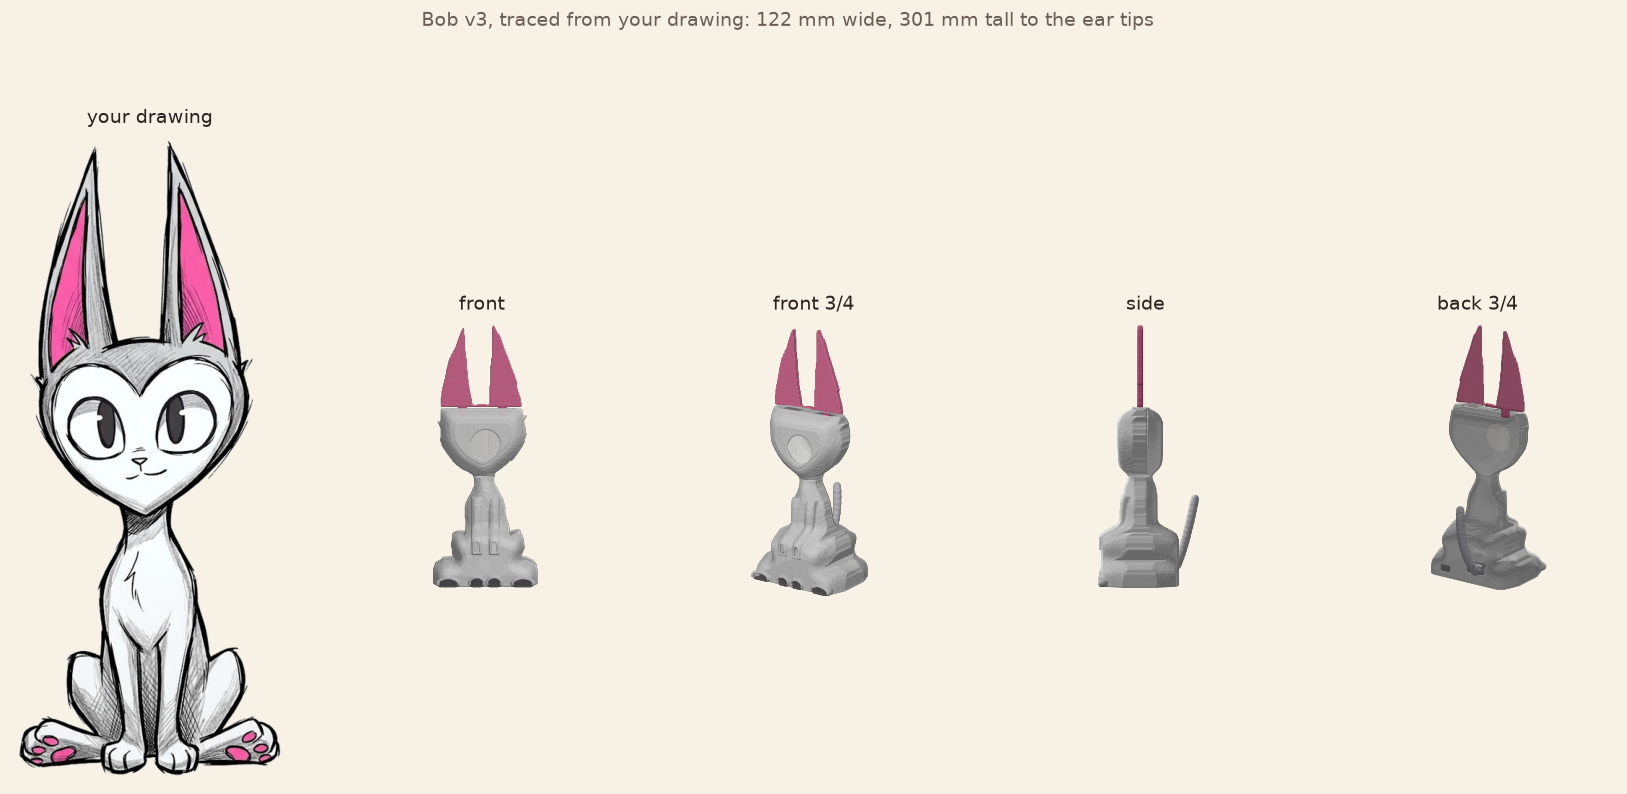 Bob v3, traced from your drawing: 122 mm wide, 301 mm tall to the ear tips
your drawing
front
front 3/4
side
back 3/4